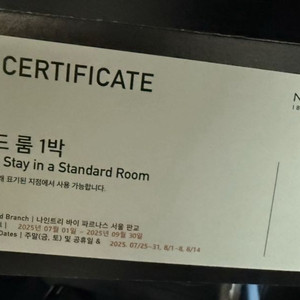 CERTIFICATE
N
룸 1박
Stay in a Standard Room
표기된 지점에서 사용 가능합니다.
Branch | 나인트리 바이 파르나스 서울 판교
| 2025년 07월 01일 ~ 2025년 09월 30일
Dates | 주말(금, 토) 및 공휴일 & 2025. 07/25~31, 8/1~8, 8/14